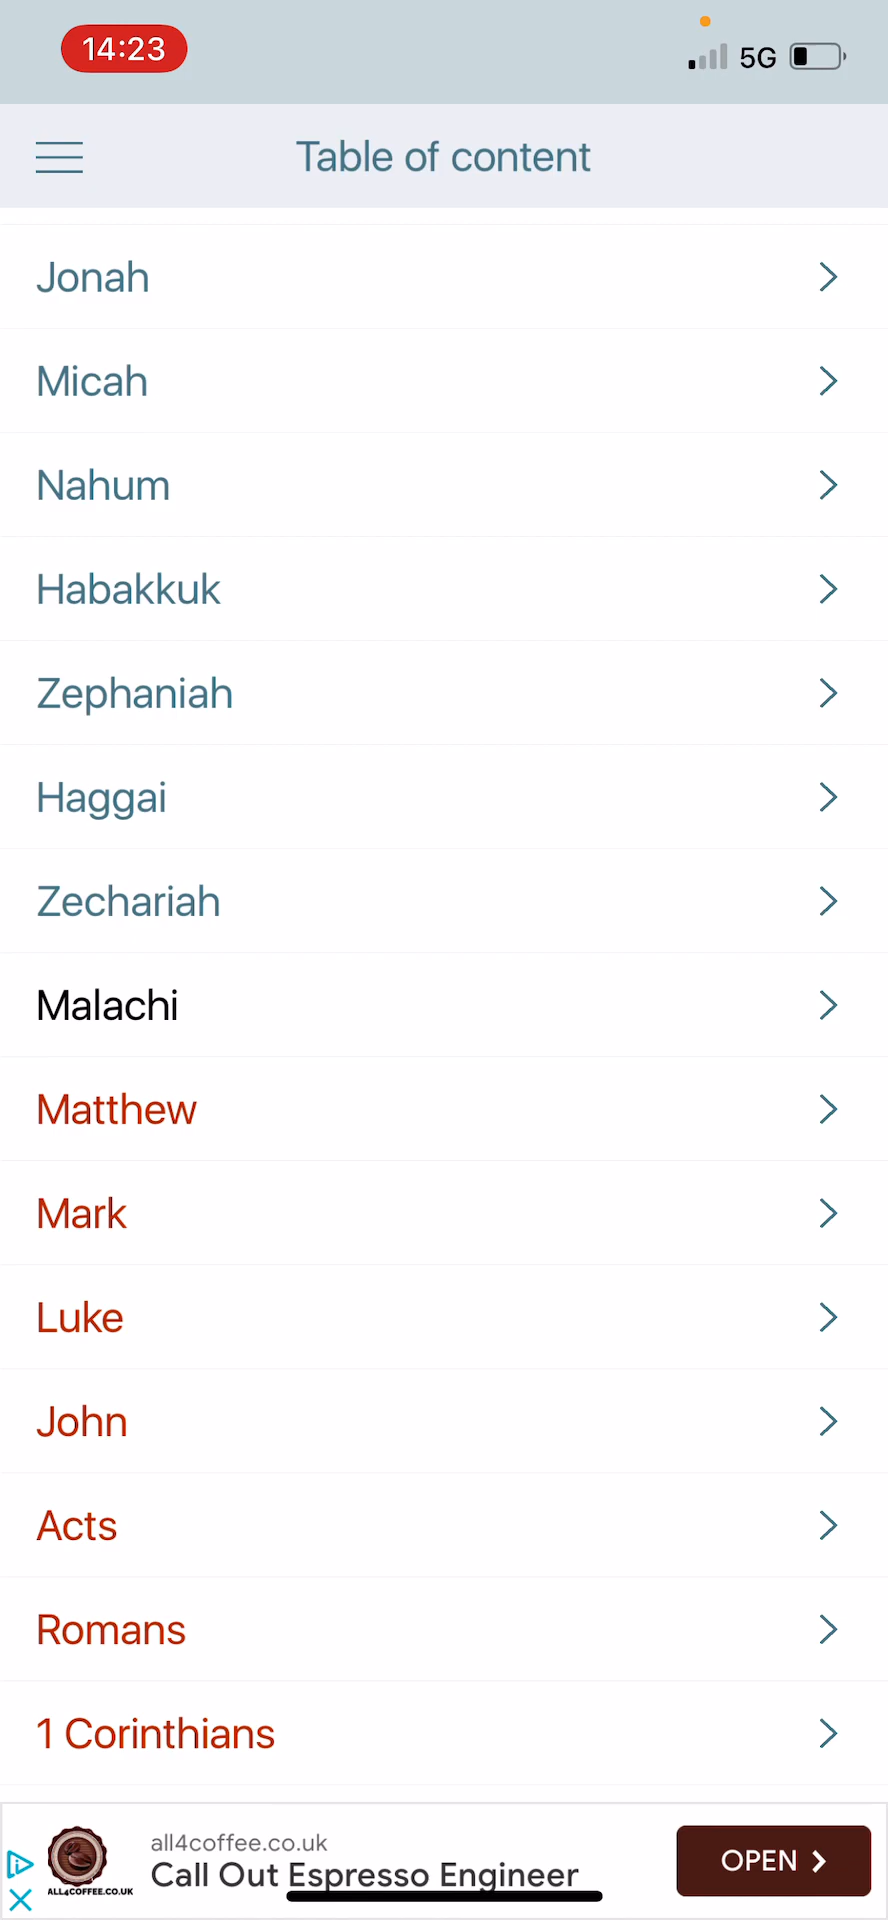 14:23
5G
Table of content
Jonah
Micah
Nahum
Habakkuk
Zephaniah
Haggai
Zechariah
Malachi
Matthew
Mark
Luke
John
Acts
Romans
1 Corinthians
all4coffee.co.uk
Call Out Espresso Engineer
OPEN
ALL4COFFEE.CO.UK